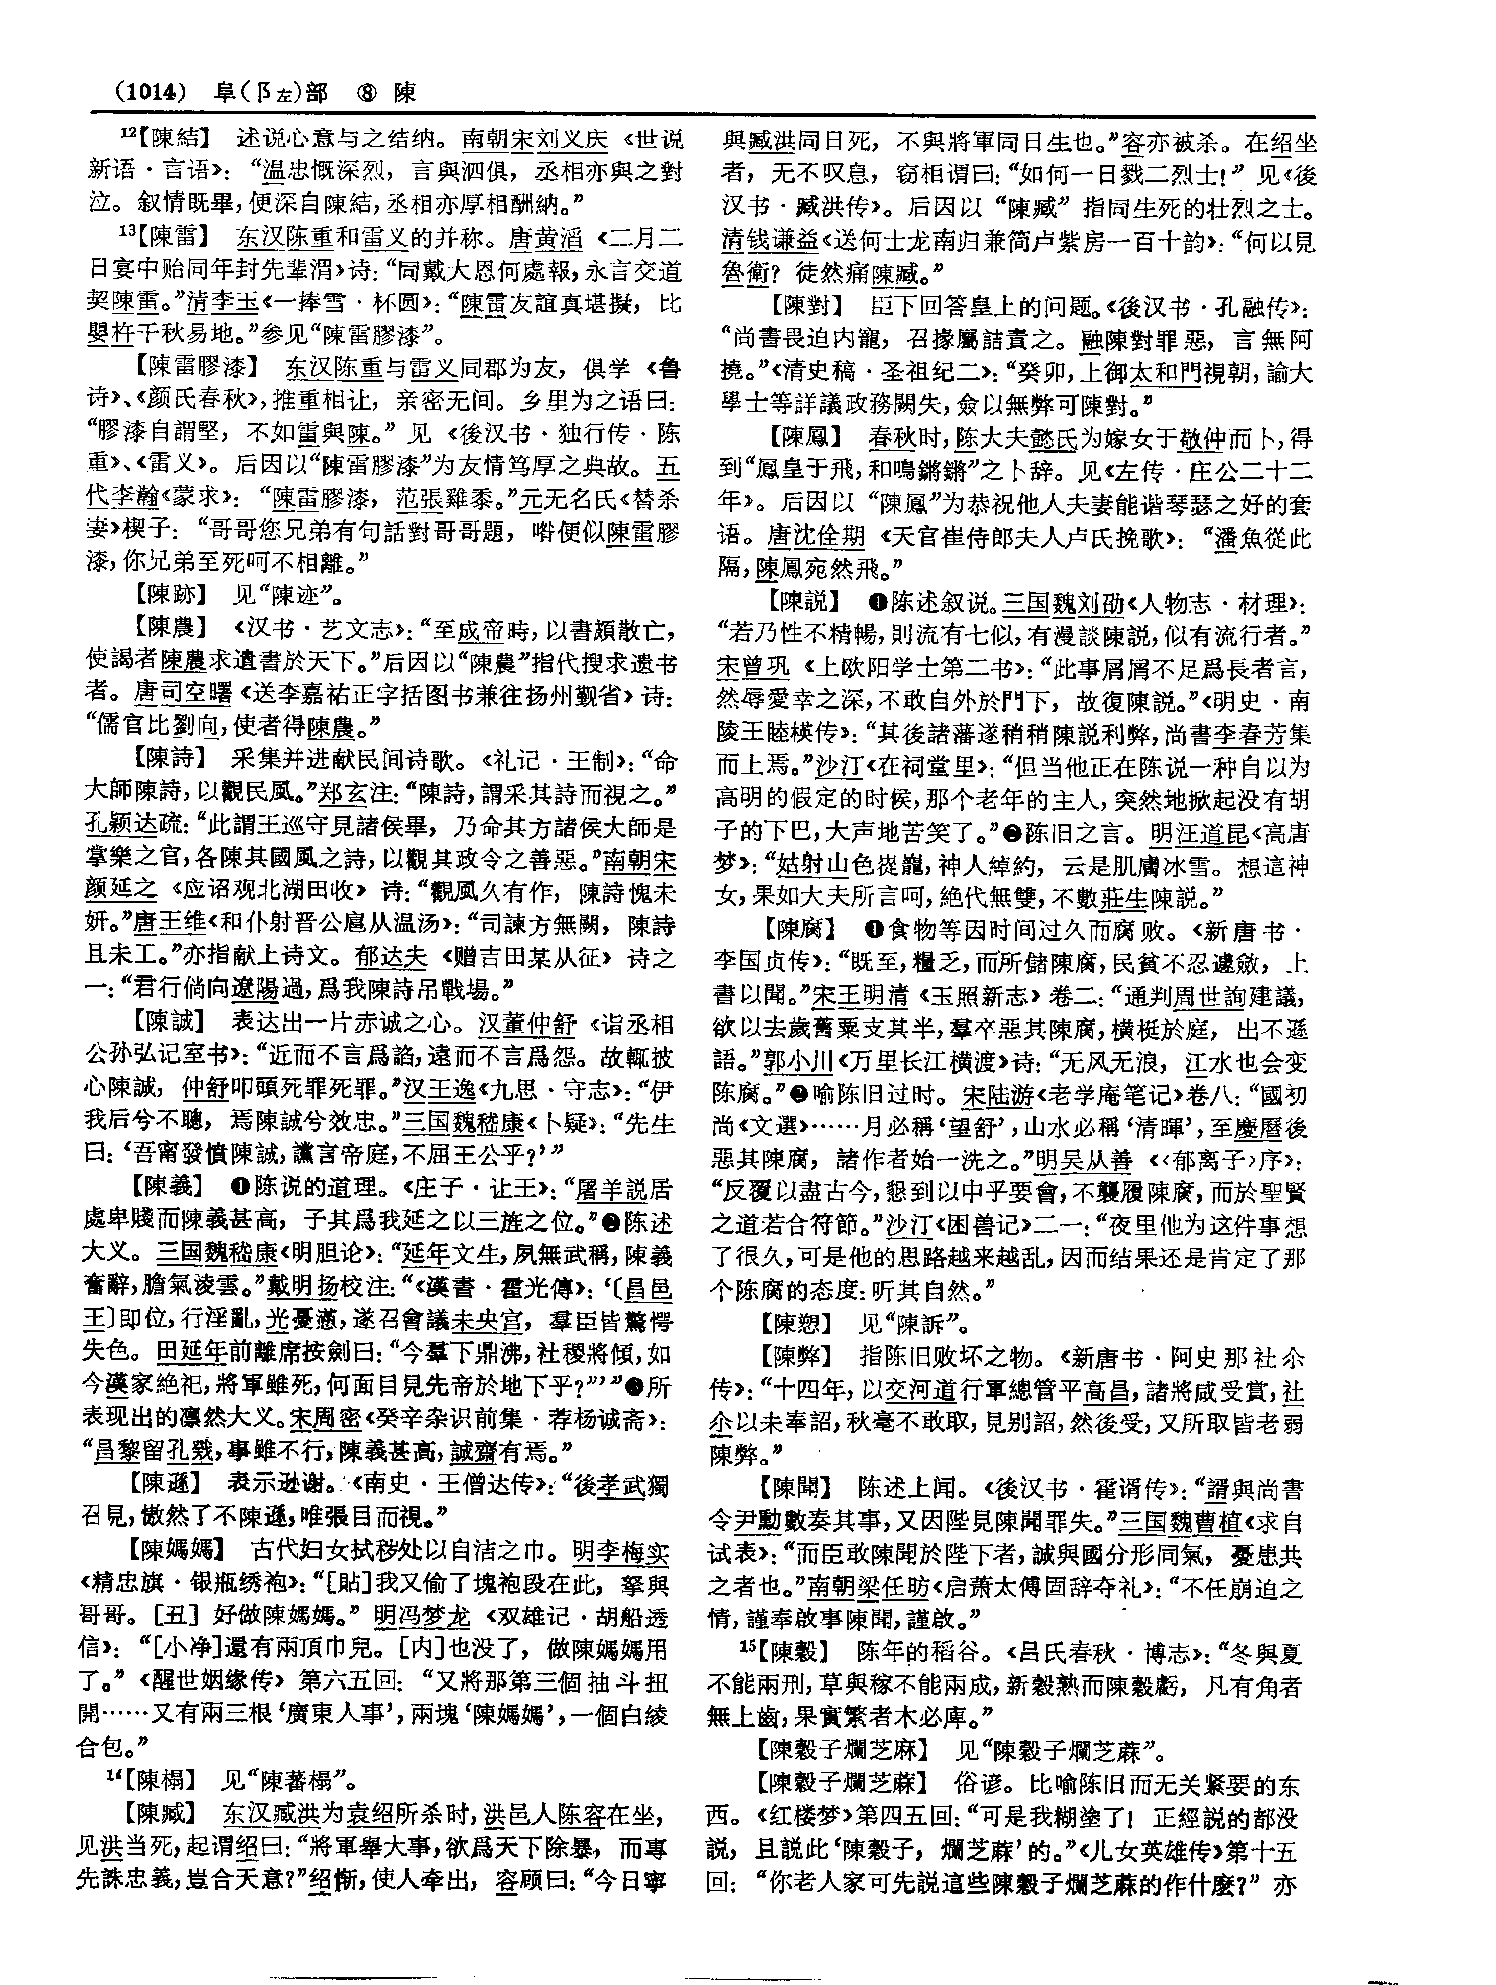 （1014） 阜（阝左）部 ⑧ 陳
¹²【陳結】 述说心意与之结纳。南朝宋刘义庆《世说
新语·言语》：“温忠慨深烈，言與泗俱，丞相亦與之對
泣。叙情既畢，便深自陳結，丞相亦厚相酬納。”
¹³【陳雷】 东汉陈重和雷义的并称。唐黄滔《二月二
日宴中贻同年封先辈渭》诗：“同戴大恩何處報，永言交道
契陳雷。”清李玉《一捧雪·杯圆》：“陳雷友誼真堪擬，比
嬰杵千秋易地。”参见“陳雷膠漆”。
【陳雷膠漆】 东汉陈重与雷义同郡为友，俱学《鲁
诗》、《颜氏春秋》，推重相让，亲密无间。乡里为之语曰：
“膠漆自謂堅，不如雷與陳。”见《後汉书·独行传·陈
重》、《雷义》。后因以“陳雷膠漆”为友情笃厚之典故。五
代李瀚《蒙求》：“陳雷膠漆，范張雞黍。”元无名氏《替杀
妻》楔子：“哥哥您兄弟有句話對哥哥題，喒便似陳雷膠
漆，你兄弟至死呵不相離。”
【陳跡】 见“陳迹”。
【陳農】 《汉书·艺文志》：“至成帝時，以書頗散亡，
使謁者陳農求遺書於天下。”后因以“陳農”指代搜求遗书
者。唐司空曙《送李嘉祐正字括图书兼往扬州觐省》诗：
“儒官比劉向，使者得陳農。”
【陳詩】 采集并进献民间诗歌。《礼记·王制》：“命
大師陳詩，以觀民風。”郑玄注：“陳詩，謂采其詩而視之。”
孔颖达疏：“此謂王巡守見諸侯畢，乃命其方諸侯大師是
掌樂之官，各陳其國風之詩，以觀其政令之善惡。”南朝宋
颜延之《应诏观北湖田收》诗：“觀風久有作，陳詩愧未
妍。”唐王维《和仆射晋公扈从温汤》：“司諫方無闕，陳詩
且未工。”亦指献上诗文。郁达夫《赠吉田某从征》诗之
一：“君行倘向遼陽過，爲我陳詩吊戰場。”
【陳誠】 表达出一片赤诚之心。汉董仲舒《诣丞相
公孙弘记室书》：“近而不言爲諂，遠而不言爲怨。故輒披
心陳誠，仲舒叩頭死罪死罪。”汉王逸《九思·守志》：“伊
我后兮不聰，焉陳誠兮效忠。”三国魏嵇康《卜疑》：“先生
曰：‘吾甯發憤陳誠，讜言帝庭，不屈王公乎？’”
【陳義】 ❶陈说的道理。《庄子·让王》：“屠羊説居
處卑賤而陳義甚高，子其爲我延之以三旌之位。”❷陈述
大义。三国魏嵇康《明胆论》：“延年文生，夙無武稱，陳義
奮辭，膽氣凌雲。”戴明扬校注：“《漢書·霍光傳》：‘〔昌邑
王〕即位，行淫亂，光憂懣，遂召會議未央宫，羣臣皆驚愕
失色。田延年前離席按劍曰：“今羣下鼎沸，社稷將傾，如
今漢家絶祀，將軍雖死，何面目見先帝於地下乎？”’”❸所
表现出的凛然大义。宋周密《癸辛杂识前集·荐杨诚斋》：
“昌黎留孔戣，事雖不行，陳義甚高，誠齋有焉。”
【陳遜】 表示逊谢。《南史·王僧达传》：“後孝武獨
召見，慠然了不陳遜，唯張目而視。”
【陳媽媽】 古代妇女拭秽处以自洁之巾。明李梅实
《精忠旗·银瓶绣袍》：“［貼］我又偷了塊袍段在此，拏與
哥哥。［丑］好做陳媽媽。”明冯梦龙《双雄记·胡船透
信》：“［小净］還有兩頂巾兒。［内］也没了，做陳媽媽用
了。”《醒世姻缘传》第六五回：“又將那第三個抽斗扭
開……又有兩三根‘廣東人事’，兩塊‘陳媽媽’，一個白綾
合包。”
¹⁴【陳榻】 见“陳蕃榻”。
【陳臧】 东汉臧洪为袁绍所杀时，洪邑人陈容在坐，
见洪当死，起谓绍曰：“將軍舉大事，欲爲天下除暴，而專
先誅忠義，豈合天意？”绍惭，使人牵出，容顾曰：“今日寧
與臧洪同日死，不與將軍同日生也。”容亦被杀。在绍坐
者，无不叹息，窃相谓曰：“如何一日戮二烈士！”见《後
汉书·臧洪传》。后因以“陳臧”指同生死的壮烈之士。
清钱谦益《送何士龙南归兼简卢紫房一百十韵》：“何以見
魯衛？徒然痛陳臧。”
【陳對】 臣下回答皇上的问题。《後汉书·孔融传》：
“尚書畏迫内寵，召掾屬詰責之。融陳對罪惡，言無阿
撓。”《清史稿·圣祖纪二》：“癸卯，上御太和門視朝，諭大
學士等詳議政務闕失，僉以無弊可陳對。”
【陳鳳】 春秋时，陈大夫懿氏为嫁女于敬仲而卜，得
到“鳳皇于飛，和鳴鏘鏘”之卜辞。见《左传·庄公二十二
年》。后因以“陳鳳”为恭祝他人夫妻能谐琴瑟之好的套
语。唐沈佺期《天官崔侍郎夫人卢氏挽歌》：“潘魚從此
隔，陳鳳宛然飛。”
【陳説】 ❶陈述叙说。三国魏刘劭《人物志·材理》：
“若乃性不精暢，則流有七似，有漫談陳説，似有流行者。”
宋曾巩《上欧阳学士第二书》：“此事屑屑不足爲長者言，
然辱愛幸之深，不敢自外於門下，故復陳説。”《明史·南
陵王睦楧传》：“其後諸藩遂稍稍陳説利弊，尚書李春芳集
而上焉。”沙汀《在祠堂里》：“但当他正在陈说一种自以为
高明的假定的时候，那个老年的主人，突然地掀起没有胡
子的下巴，大声地苦笑了。”❷陈旧之言。明汪道昆《高唐
梦》：“姑射山色嵸巃，神人綽約，云是肌膚冰雪。想這神
女，果如大夫所言呵，絶代無雙，不數莊生陳説。”
【陳腐】 ❶食物等因时间过久而腐败。《新唐书·
李国贞传》：“既至，糧乏，而所儲陳腐，民貧不忍遽斂，上
書以聞。”宋王明清《玉照新志》卷二：“通判周世詢建議，
欲以去歲舊粟支其半，羣卒惡其陳腐，横梃於庭，出不遜
語。”郭小川《万里长江横渡》诗：“无风无浪，江水也会变
陈腐。”❷喻陈旧过时。宋陆游《老学庵笔记》卷八：“國初
尚《文選》……月必稱‘望舒’，山水必稱‘清暉’，至慶曆後
惡其陳腐，諸作者始一洗之。”明吴从善《〈郁离子〉序》：
“反覆以盡古今，懇到以中乎要會，不襲履陳腐，而於聖賢
之道若合符節。”沙汀《困兽记》二一：“夜里他为这件事想
了很久，可是他的思路越来越乱，因而结果还是肯定了那
个陈腐的态度：听其自然。”
【陳愬】 见“陳訴”。
【陳弊】 指陈旧败坏之物。《新唐书·阿史那社尒
传》：“十四年，以交河道行軍總管平高昌，諸將咸受賞，社
尒以未奉詔，秋毫不敢取，見别詔，然後受，又所取皆老弱
陳弊。”
【陳聞】 陈述上闻。《後汉书·霍谞传》：“諝與尚書
令尹勳數奏其事，又因陛見陳聞罪失。”三国魏曹植《求自
试表》：“而臣敢陳聞於陛下者，誠與國分形同氣，憂患共
之者也。”南朝梁任昉《启萧太傅固辞夺礼》：“不任崩迫之
情，謹奉啟事陳聞，謹啟。”
¹⁵【陳穀】 陈年的稻谷。《吕氏春秋·博志》：“冬與夏
不能兩刑，草與稼不能兩成，新穀熟而陳穀虧，凡有角者
無上齒，果實繁者木必庳。”
【陳穀子爛芝麻】 见“陳穀子爛芝蔴”。
【陳穀子爛芝蔴】 俗谚。比喻陈旧而无关紧要的东
西。《红楼梦》第四五回：“可是我糊塗了！正經説的都没
説，且説此‘陳穀子，爛芝蔴’的。”《儿女英雄传》第十五
回：“你老人家可先説這些陳穀子爛芝蔴的作什麽？”亦